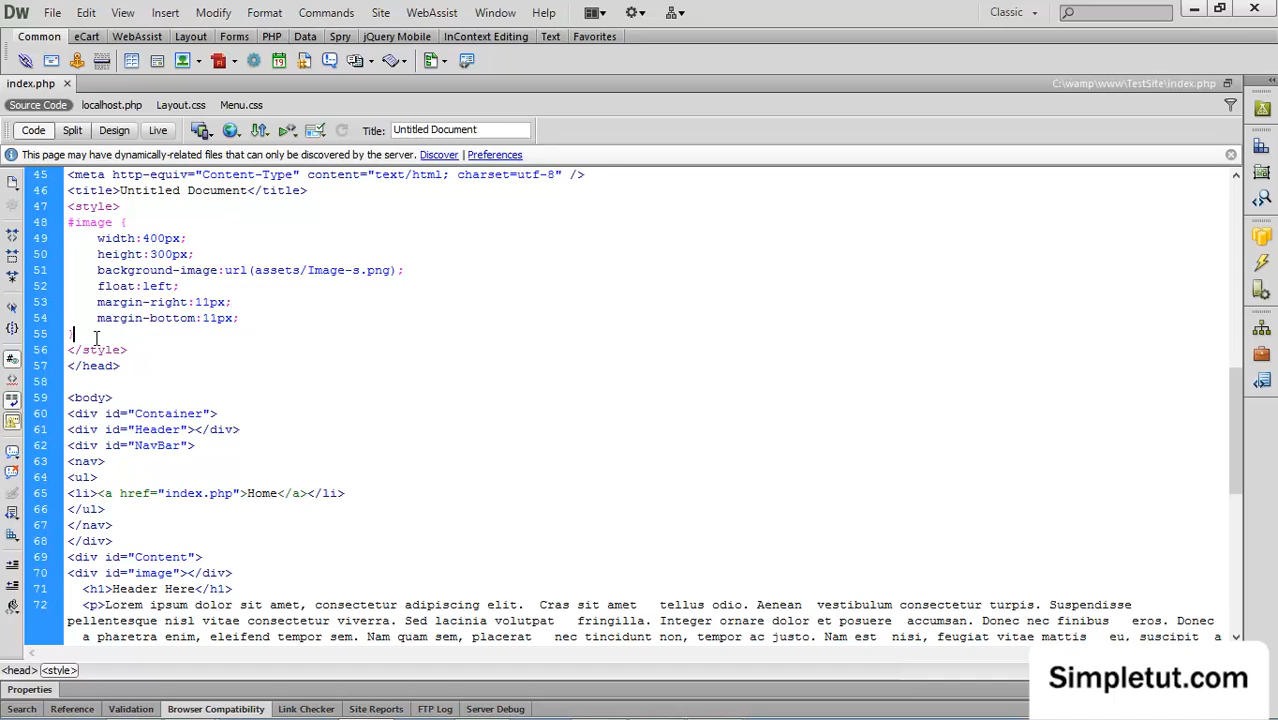 DW File Edit View Insert Modify Format Commands Site WebAssist Window Help Classic
Common eCart WebAssist Layout Forms PHP Data Spry jQuery Mobile InContext Editing Text Favorites
index.php × C:\wamp\www\TestSite\index.php
Source Code localhost.php Layout.css Menu.css
Code Split Design Live Title: Untitled Document
This page may have dynamically-related files that can only be discovered by the server. Discover | Preferences
45 <meta http-equiv="Content-Type" content="text/html; charset=utf-8" />
46 <title>Untitled Document</title>
47 <style>
48 #image {
49 width:400px;
50 height:300px;
51 background-image:url(assets/Image-s.png);
52 float:left;
53 margin-right:11px;
54 margin-bottom:11px;
55 }
56 </style>
57 </head>
58
59 <body>
60 <div id="Container">
61 <div id="Header"></div>
62 <div id="NavBar">
63 <nav>
64 <ul>
65 <li><a href="index.php">Home</a></li>
66 </ul>
67 </nav>
68 </div>
69 <div id="Content">
70 <div id="image"></div>
71 <h1>Header Here</h1>
72 <p>Lorem ipsum dolor sit amet, consectetur adipiscing elit. Cras sit amet tellus odio. Aenean vestibulum consectetur turpis. Suspendisse
pellentesque nisl vitae consectetur viverra. Sed lacinia volutpat fringilla. Integer ornare dolor et posuere accumsan. Donec nec finibus eros. Donec
a pharetra enim, eleifend tempor sem. Nam quam sem, placerat nec tincidunt non, tempor ac justo. Nam est nisi, feugiat vitae mattis eu, suscipit a
<head> <style>
Properties
Search Reference Validation Browser Compatibility Link Checker Site Reports FTP Log Server Debug
Simpletut.com